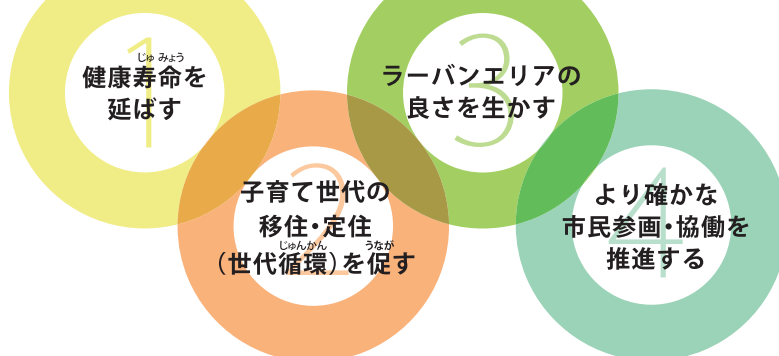 1
健康寿命を
じゅみょう
延ばす
2
子育て世代の
移住・定住
じゅんかん うなが
（世代循環）を促す
3
ラーバンエリアの
良さを生かす
4
より確かな
市民参画・協働を
推進する